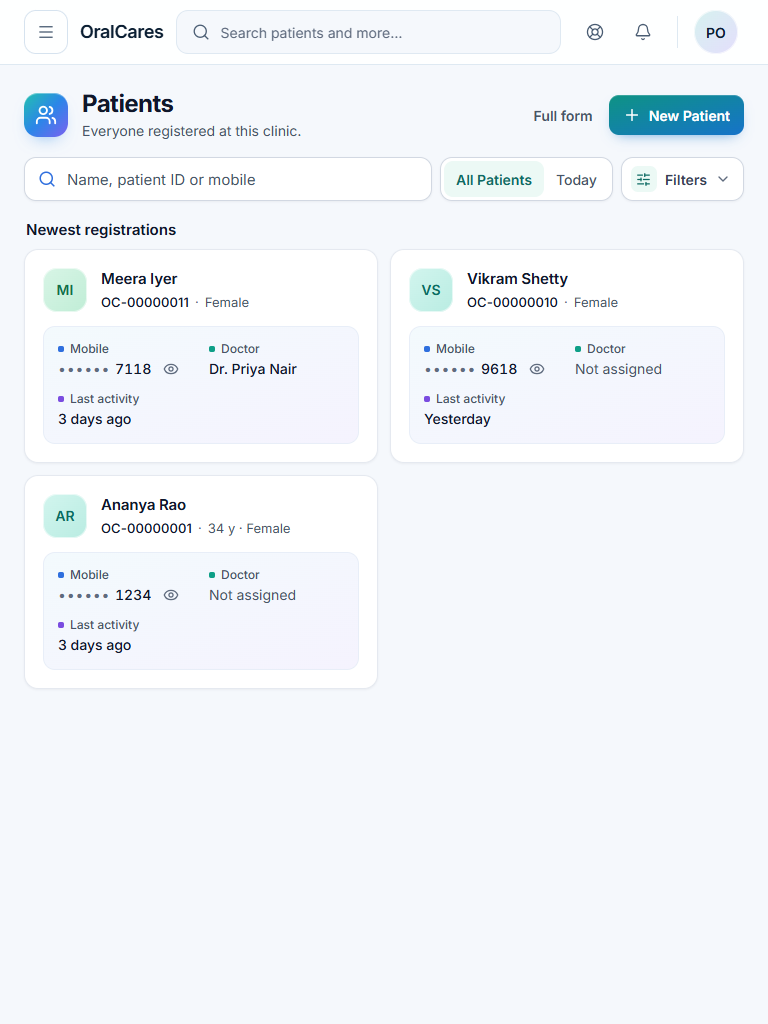 OralCares
Search patients and more...
PO
Patients
Everyone registered at this clinic.
Full form
New Patient
Name, patient ID or mobile
All Patients
Today
Filters
Newest registrations
MI
Meera Iyer
OC-00000011 · Female
Mobile
•••••• 7118
Doctor
Dr. Priya Nair
Last activity
3 days ago
VS
Vikram Shetty
OC-00000010 · Female
Mobile
•••••• 9618
Doctor
Not assigned
Last activity
Yesterday
AR
Ananya Rao
OC-00000001 · 34 y · Female
Mobile
•••••• 1234
Doctor
Not assigned
Last activity
3 days ago